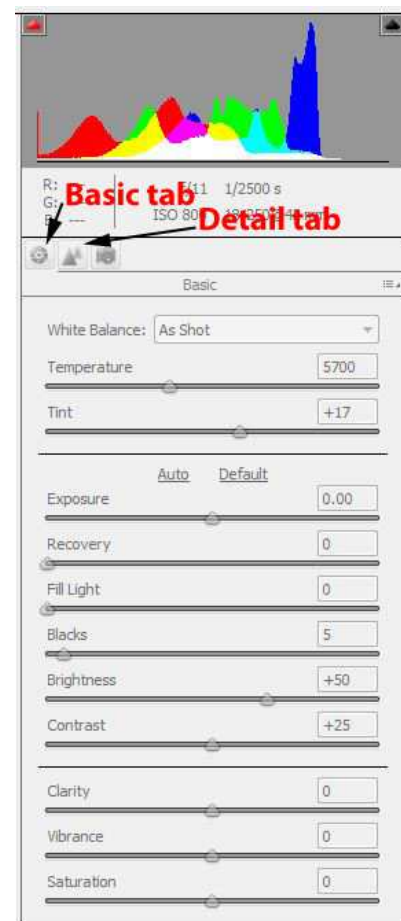 R: ---
G:
B: ---
f/11 1/2500 s
ISO 800
Basic tab
Detail tab
Basic
White Balance: As Shot
Temperature 5700
Tint +17
Auto Default
Exposure 0.00
Recovery 0
Fill Light 0
Blacks 5
Brightness +50
Contrast +25
Clarity 0
Vibrance 0
Saturation 0